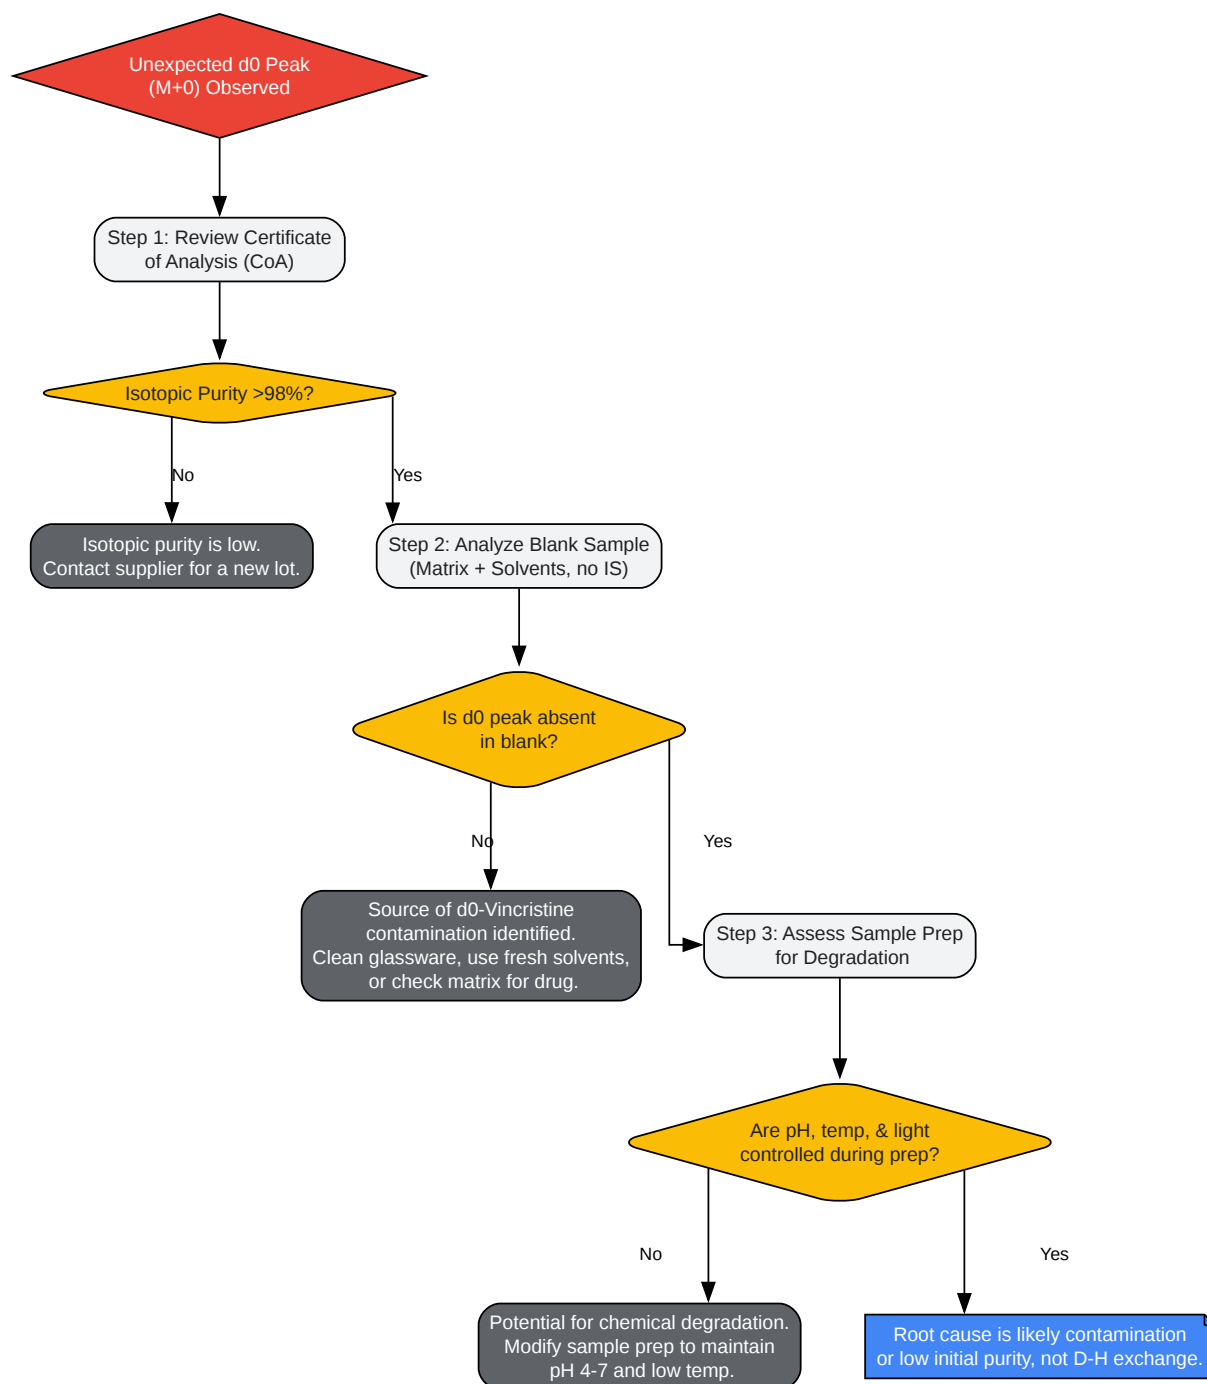 Unexpected d0 Peak
(M+0) Observed
Step 1: Review Certificate
of Analysis (CoA)
Isotopic Purity >98%?
No
Yes
Isotopic purity is low.
Contact supplier for a new lot.
Step 2: Analyze Blank Sample
(Matrix + Solvents, no IS)
Is d0 peak absent
in blank?
No
Yes
Source of d0-Vincristine
contamination identified.
Clean glassware, use fresh solvents,
or check matrix for drug.
Step 3: Assess Sample Prep
for Degradation
Are pH, temp, & light
controlled during prep?
No
Yes
Potential for chemical degradation.
Modify sample prep to maintain
pH 4-7 and low temp.
Root cause is likely contamination
or low initial purity, not D-H exchange.